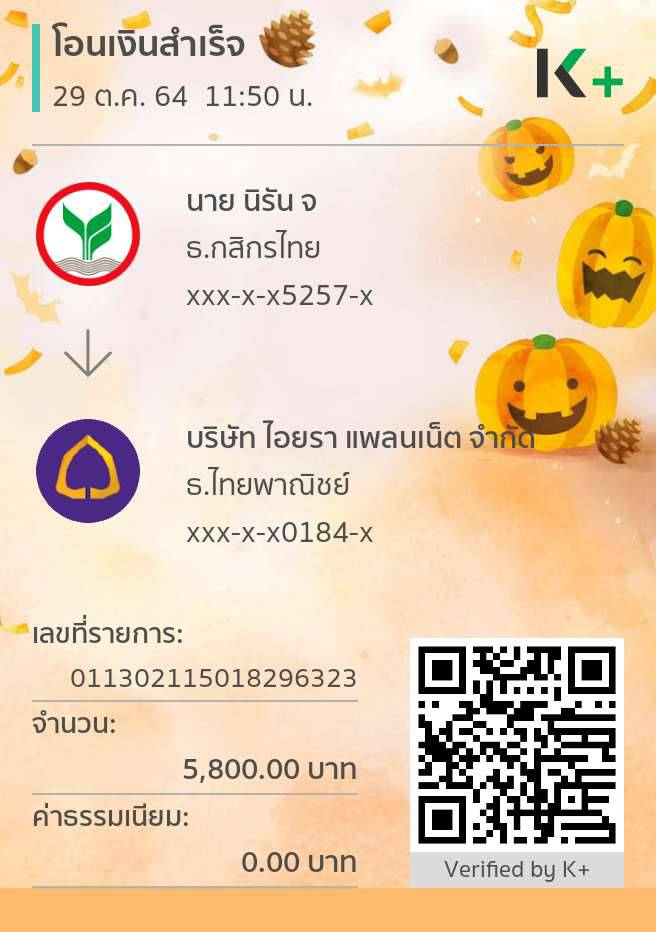 โอนเงินสำเร็จ
29 ต.ค. 64 11:50 น.
K+
นาย นิรัน จ
ธ.กสิกรไทย
xxx-x-x5257-x
บริษัท ไอยรา แพลนเน็ต จำกัด
ธ.ไทยพาณิชย์
xxx-x-x0184-x
เลขที่รายการ:
011302115018296323
จำนวน:
5,800.00 บาท
ค่าธรรมเนียม:
0.00 บาท
Verified by K+